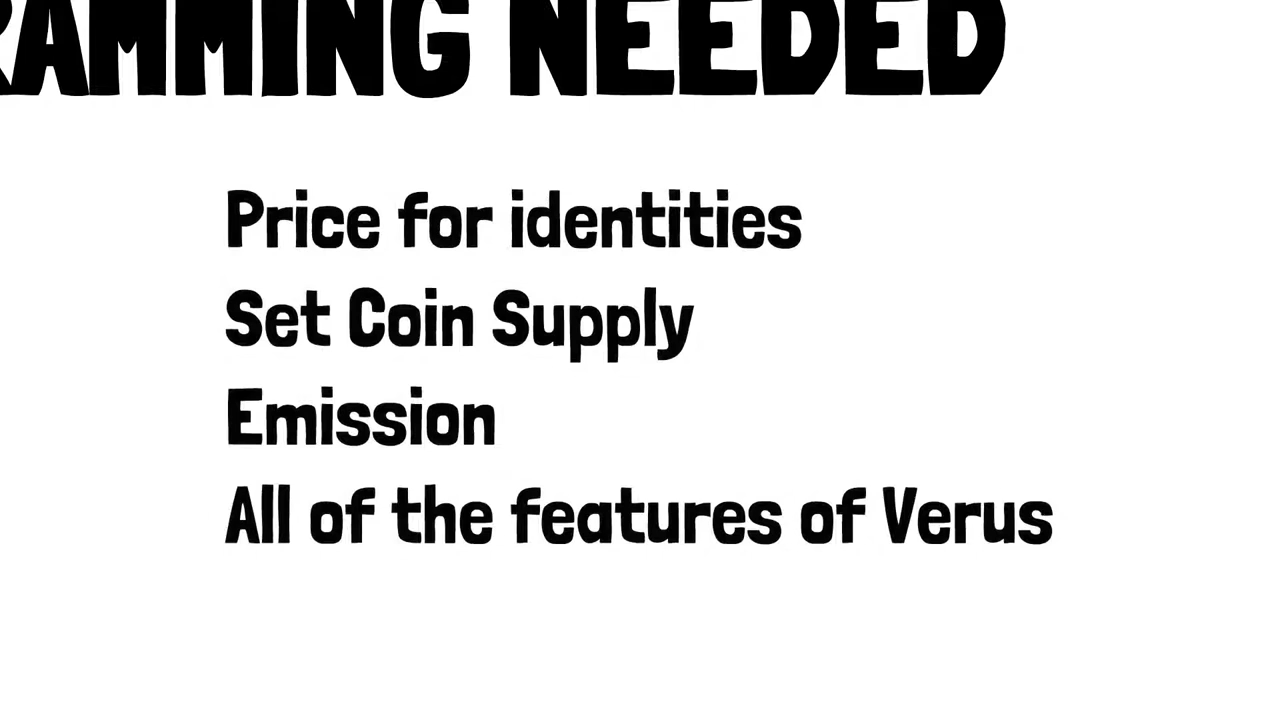 RAMMING NEEDED
Price for identities
Set Coin Supply
Emission
All of the features of Verus